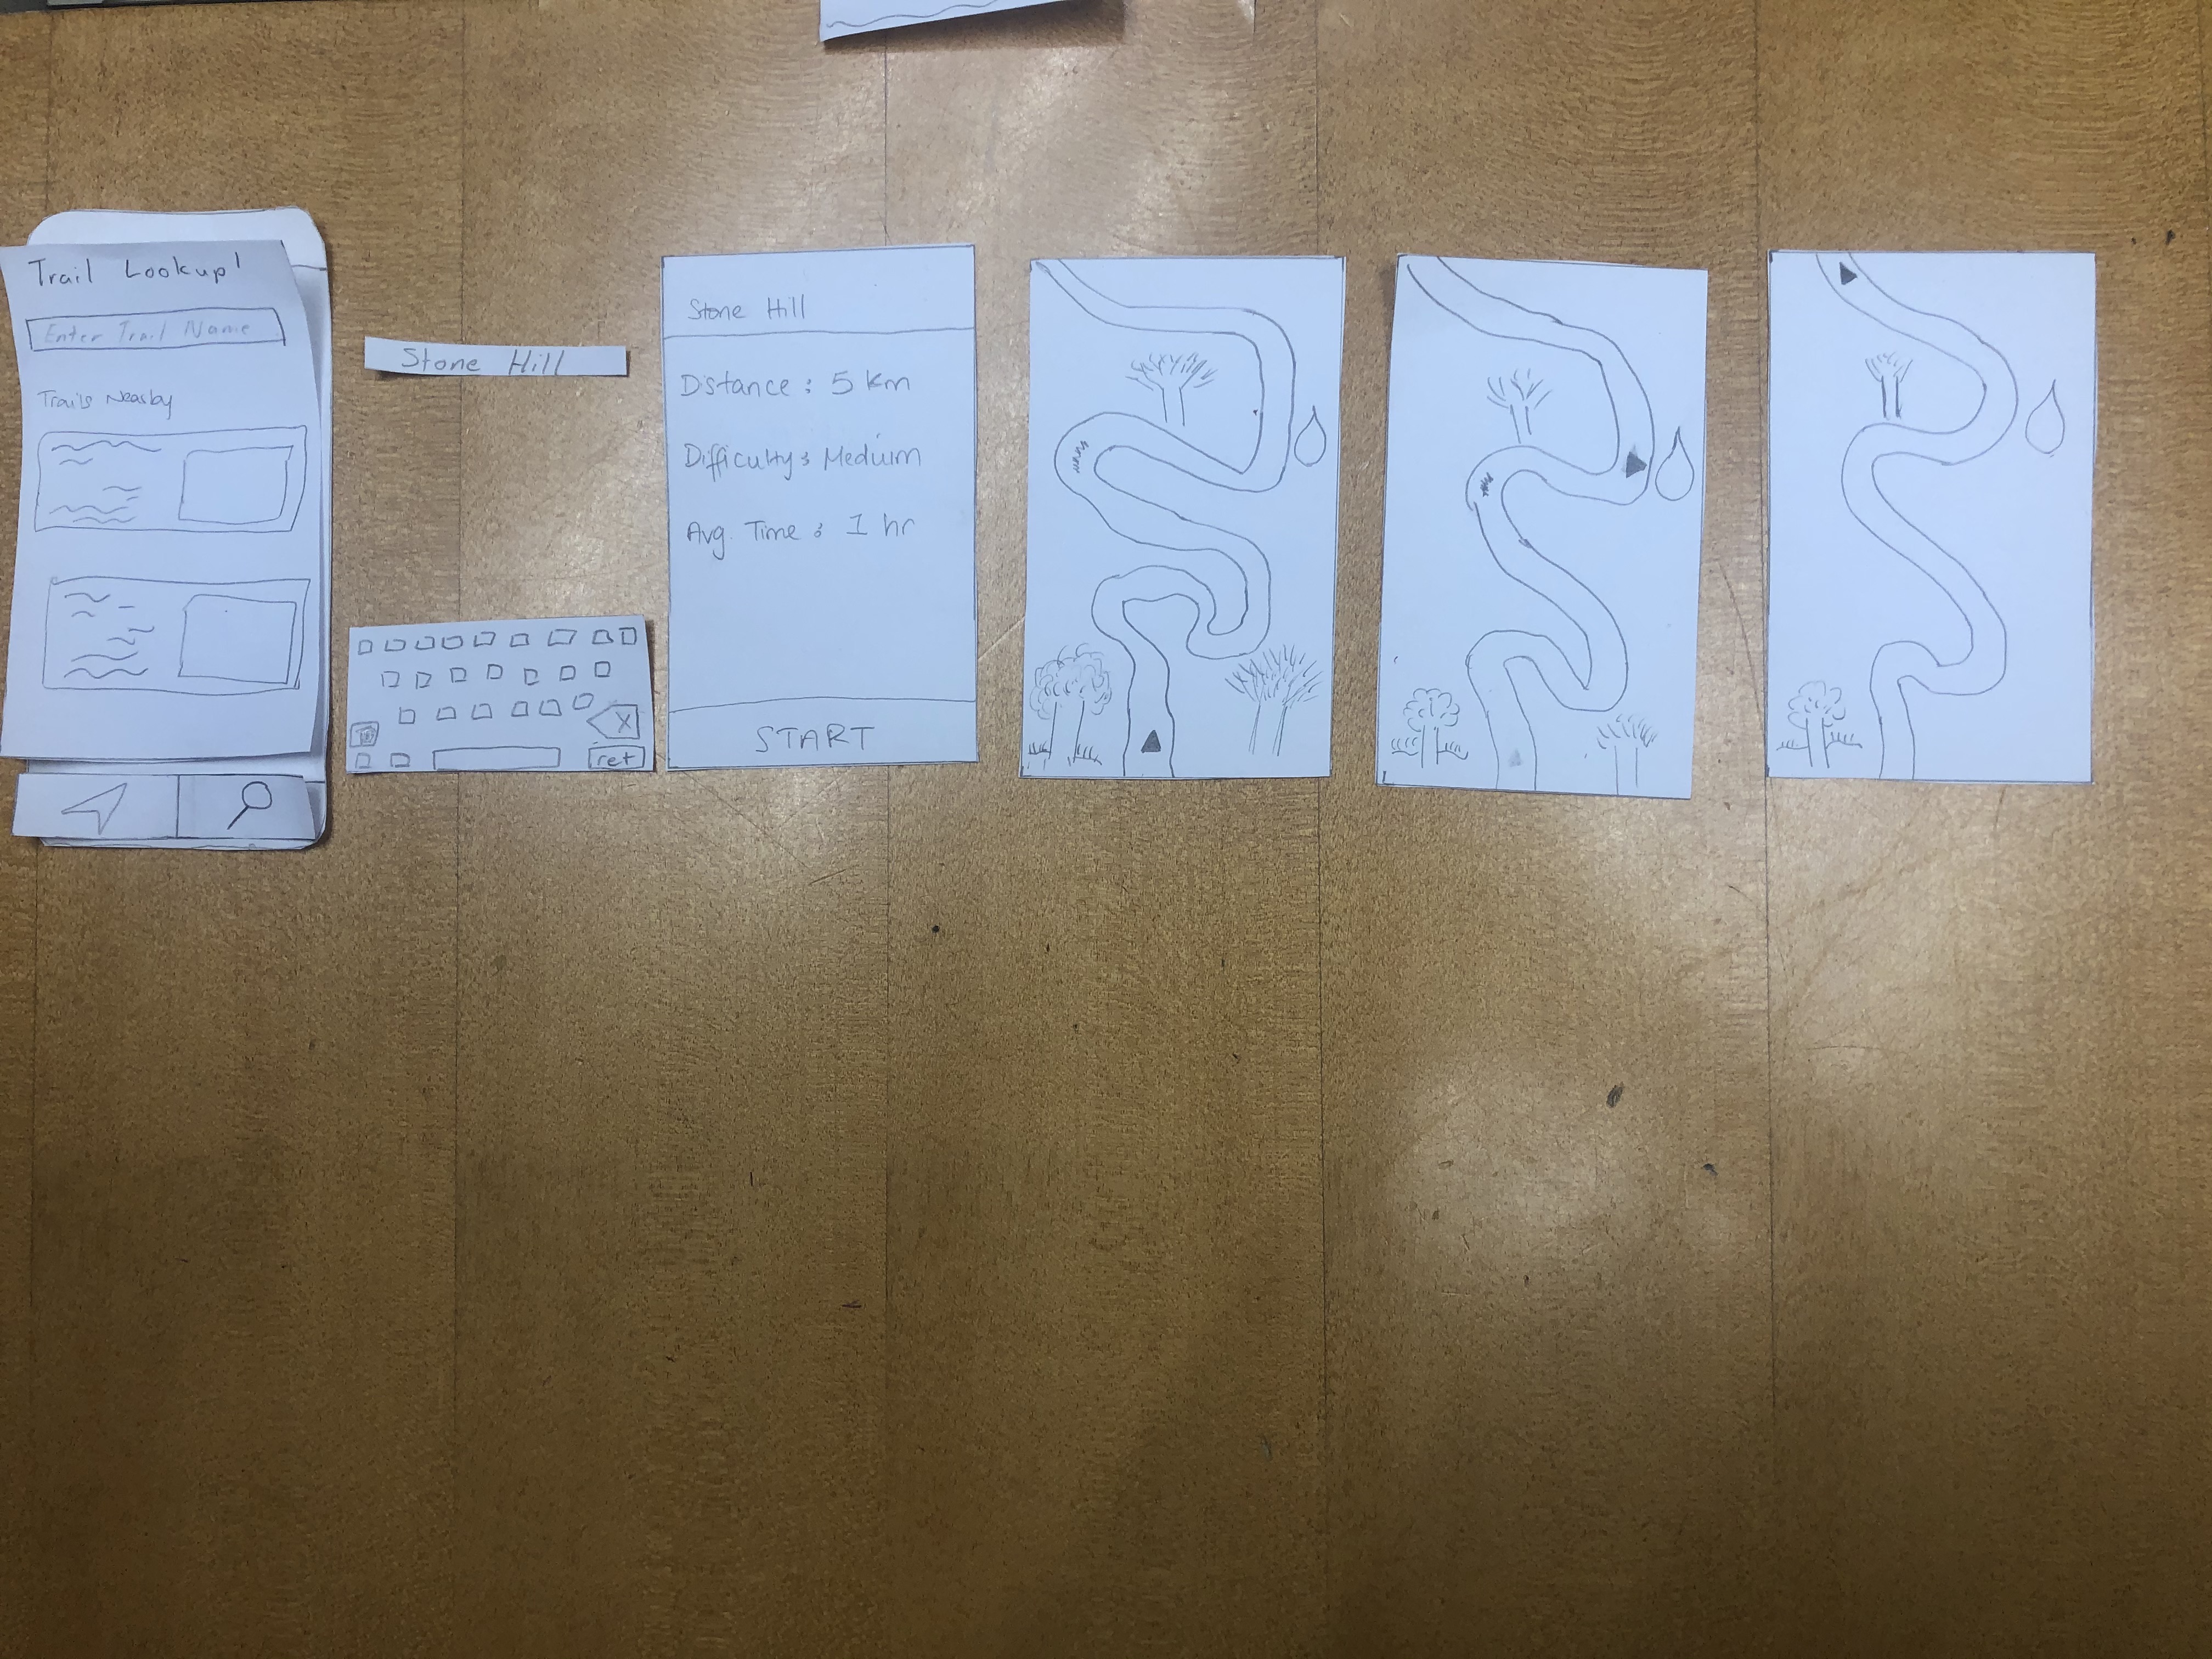 Trail Lookup!
Enter Trail Name
Trails Nearby
Stone Hill
ret
Stone Hill
Distance : 5 km
Difficulty : Meduim
Avg. Time : 1 hr
START